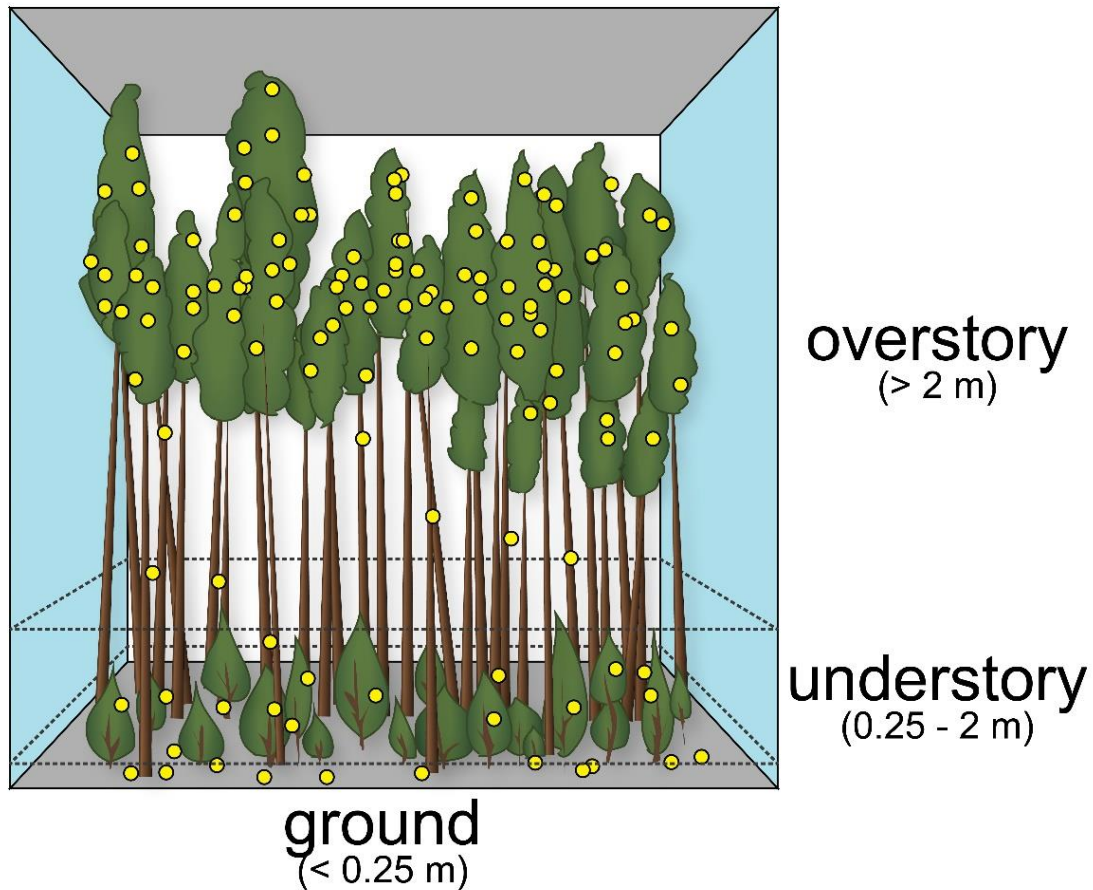 overstory
(> 2 m)
understory
(0.25 - 2 m)
ground
(< 0.25 m)